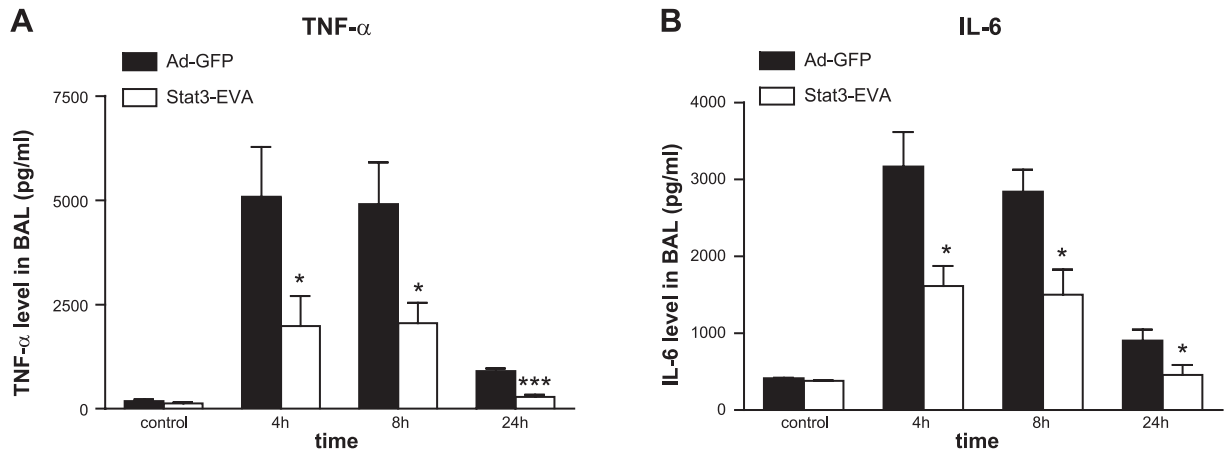 A
TNF-α
Ad-GFP
Stat3-EVA
TNF-α level in BAL (pg/ml)
7500
5000
2500
0
*
*
***
control
4h
8h
24h
time
B
IL-6
Ad-GFP
Stat3-EVA
IL-6 level in BAL (pg/ml)
4000
3000
2000
1000
0
*
*
*
control
4h
8h
24h
time